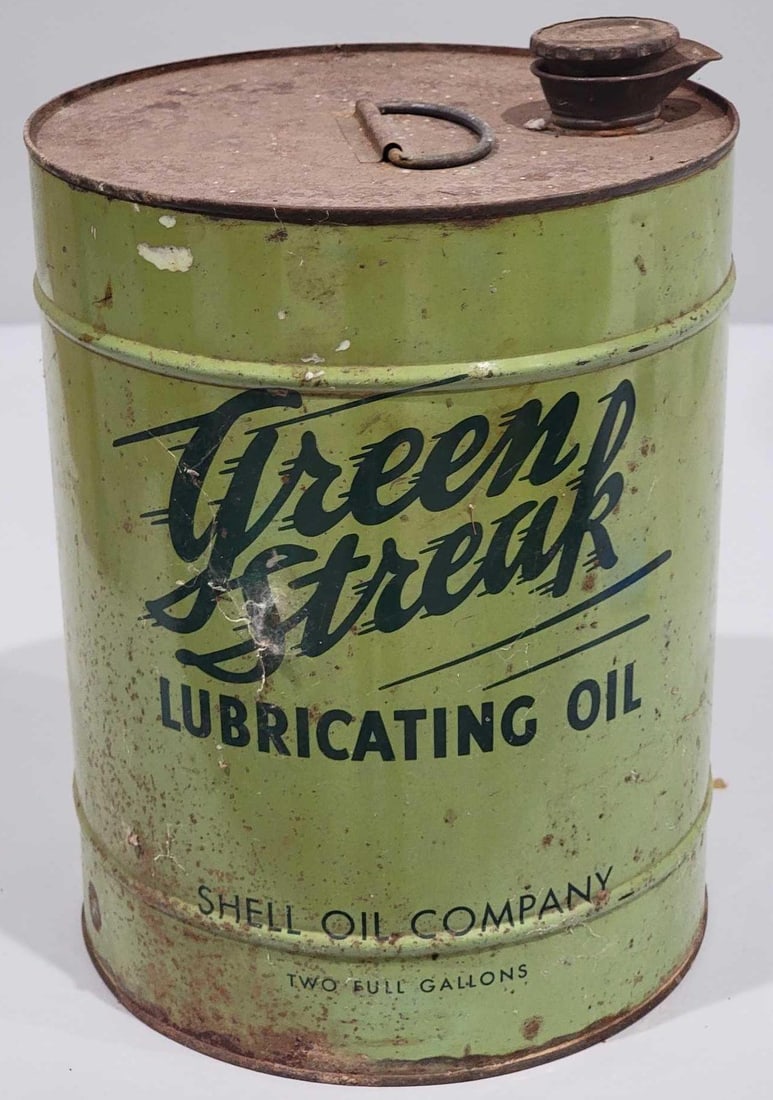 Green
Streak
LUBRICATING OIL
SHELL OIL COMPANY
TWO FULL GALLONS